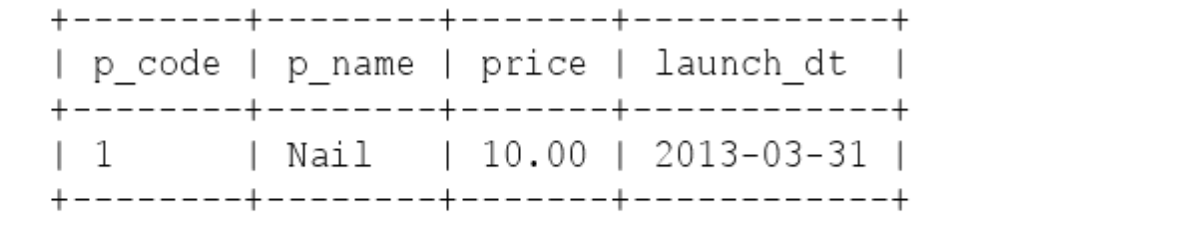 +--------+--------+-------+------------+
| p_code | p_name | price | launch_dt  |
+--------+--------+-------+------------+
| 1      | Nail   | 10.00 | 2013-03-31 |
+--------+--------+-------+------------+